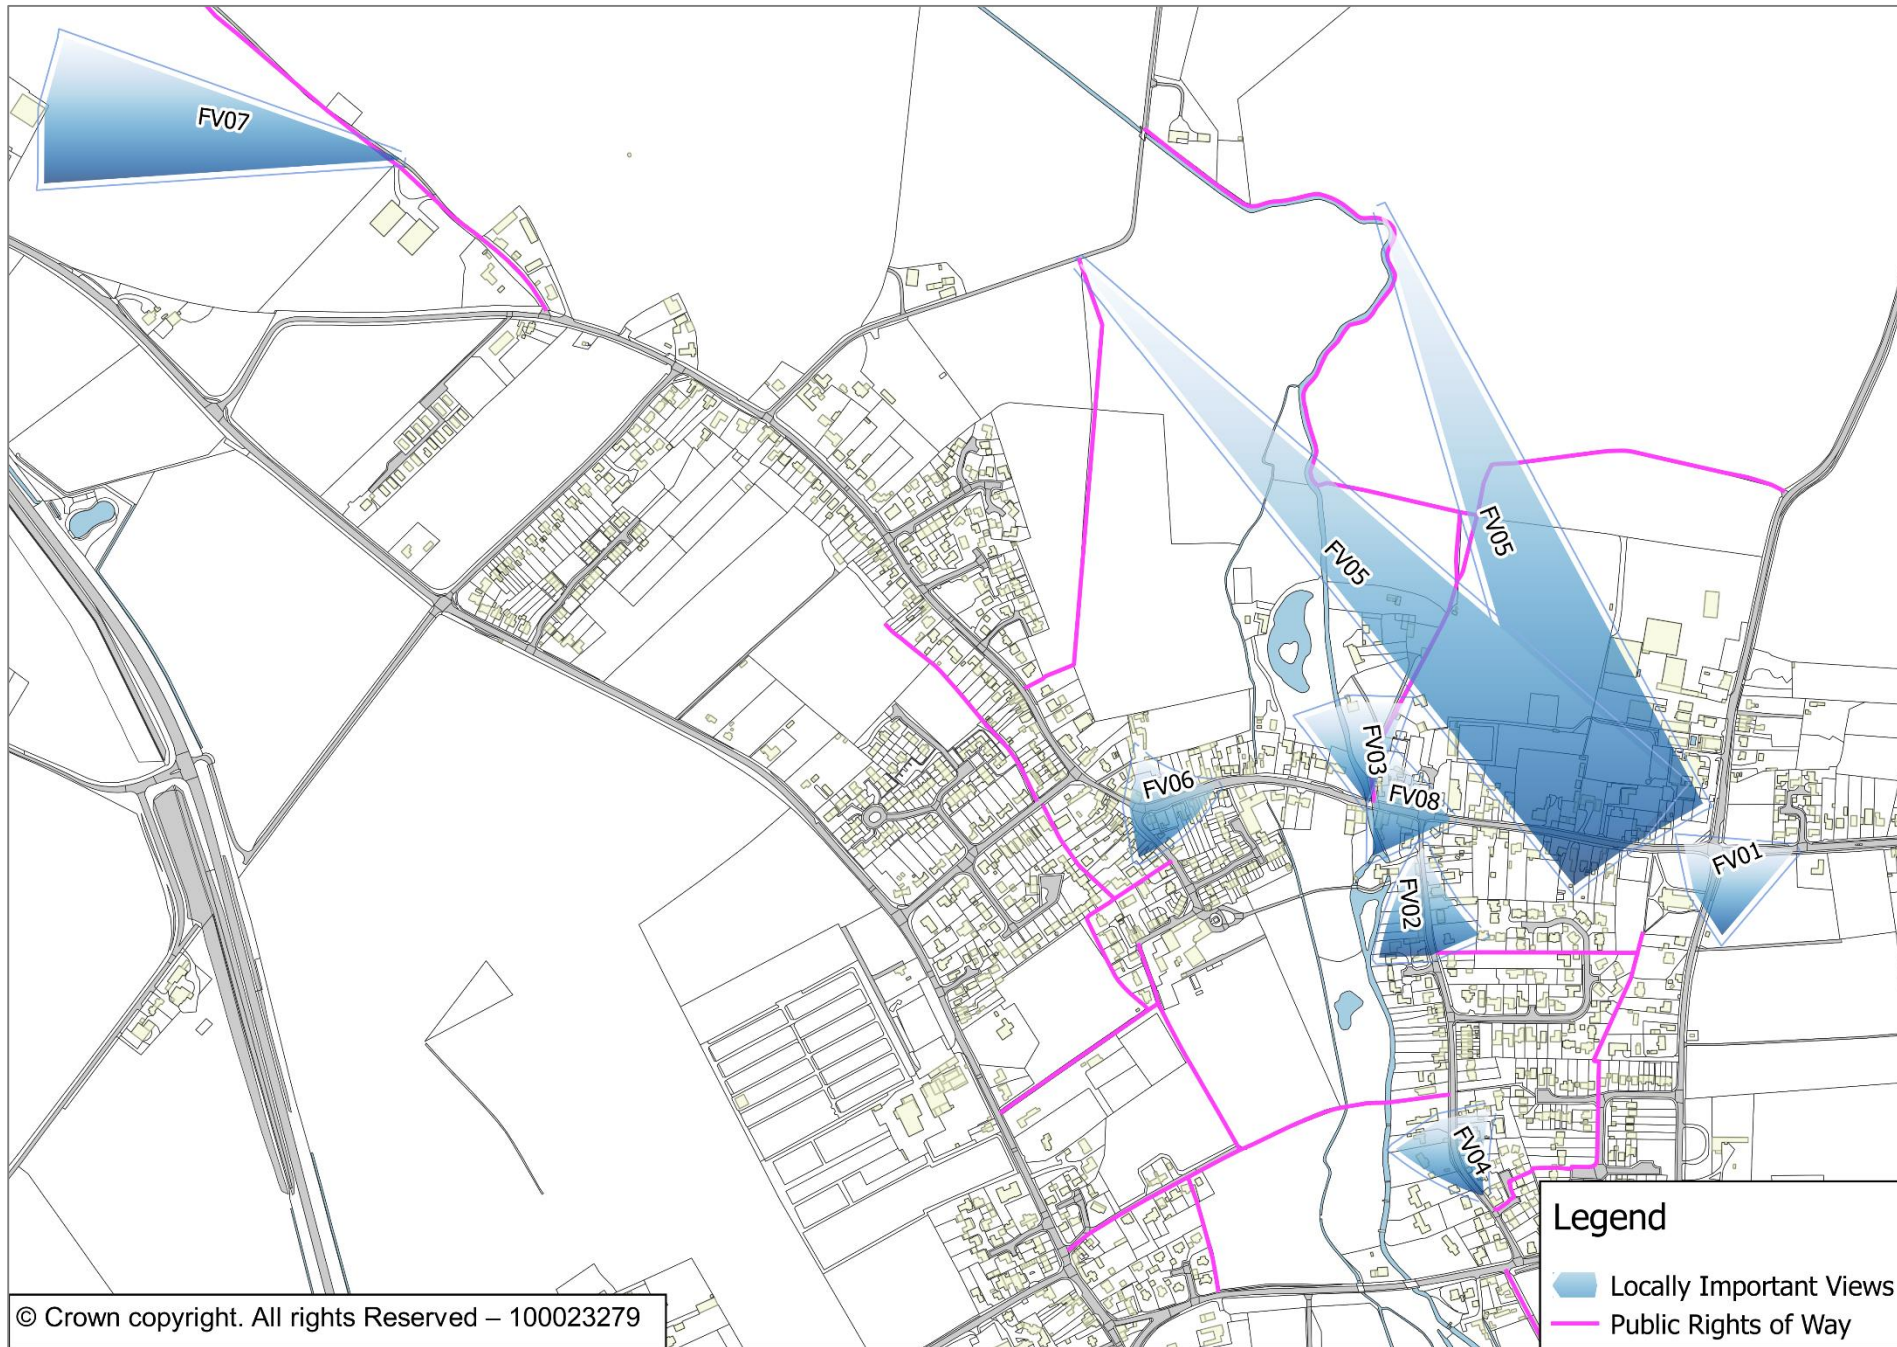 FV07
FV05
FV05
FV03
FV06
FV08
FV01
FV02
FV04
Legend
Locally Important Views
Public Rights of Way
© Crown copyright. All rights Reserved – 100023279